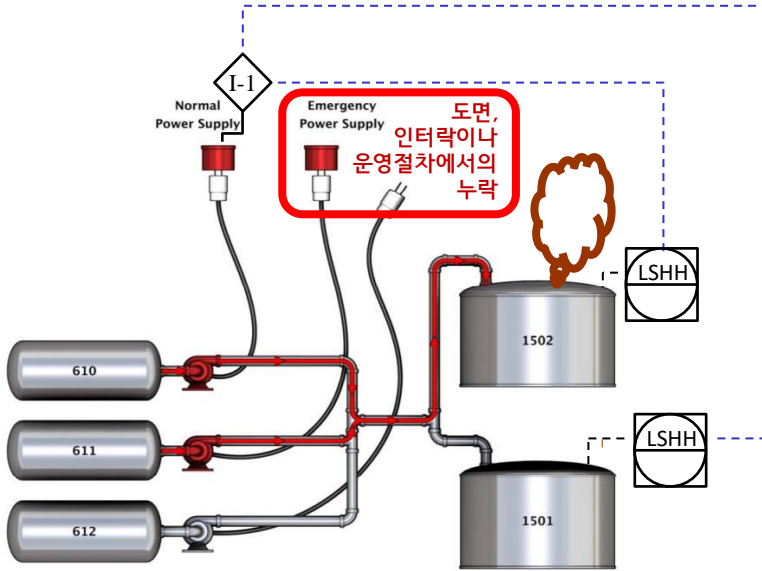 I-1
Normal
Power Supply
Emergency
Power Supply
도면,
인터락이나
운영절차에서의
누락
LSHH
1502
610
611
LSHH
612
1501